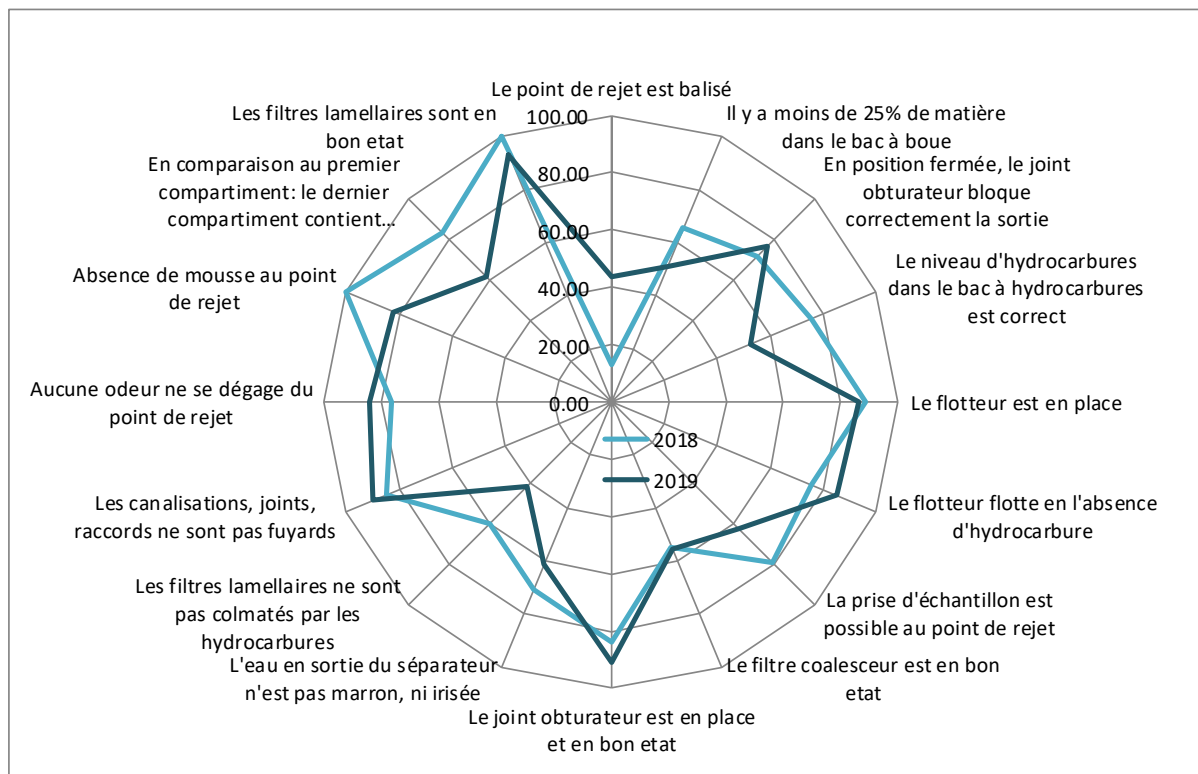 Le point de rejet est balisé
Il y a moins de 25% de matière
dans le bac à boue
En position fermée, le joint
obturateur bloque
correctement la sortie
Le niveau d'hydrocarbures
dans le bac à hydrocarbures
est correct
Le flotteur est en place
Le flotteur flotte en l'absence
d'hydrocarbure
La prise d'échantillon est
possible au point de rejet
Le filtre coalesceur est en bon
etat
Le joint obturateur est en place
et en bon etat
L'eau en sortie du séparateur
n'est pas marron, ni irisée
Les filtres lamellaires ne sont
pas colmatés par les
hydrocarbures
Les canalisations, joints,
raccords ne sont pas fuyards
Aucune odeur ne se dégage du
point de rejet
Absence de mousse au point
de rejet
En comparaison au premier
compartiment: le dernier
compartiment contient…
Les filtres lamellaires sont en
bon etat
100.00
80.00
60.00
40.00
20.00
0.00
2018
2019